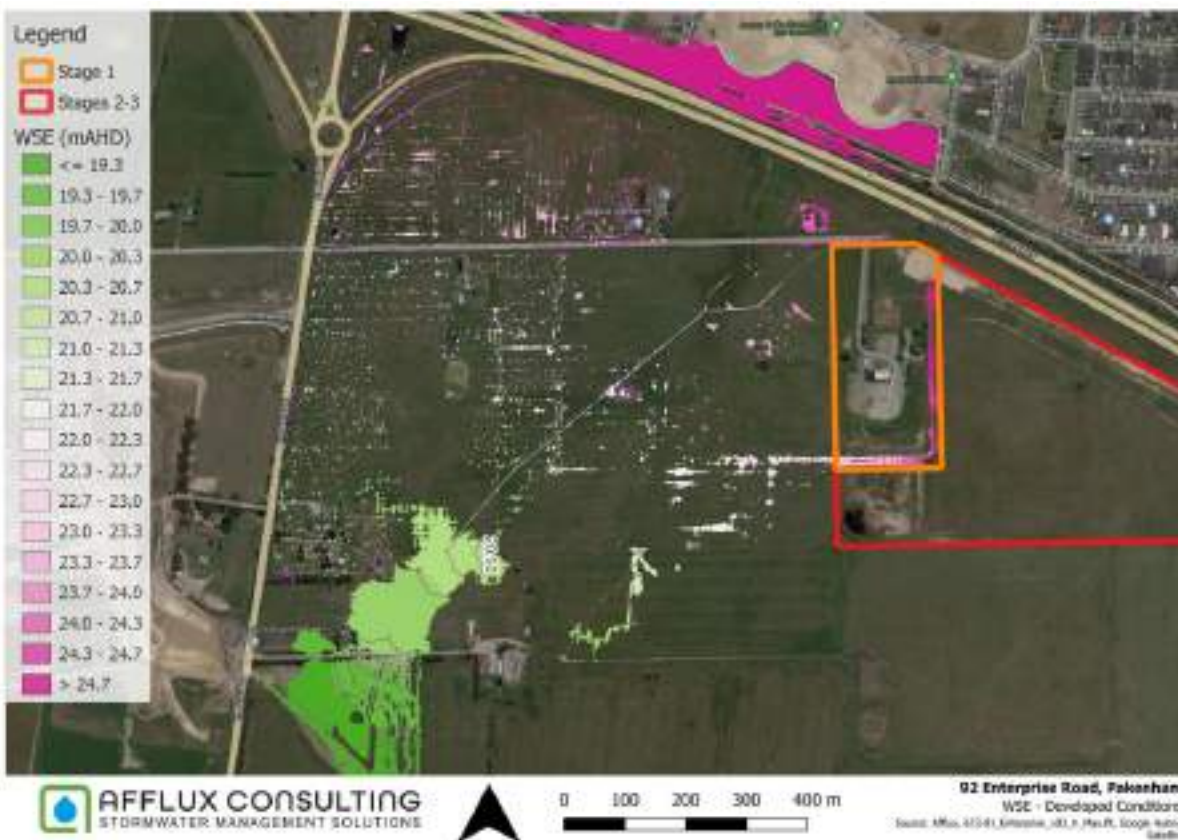 Legend
Stage 1
Stages 2-3
WSE (mAHD)
<= 19.3
19.3 - 19.7
19.7 - 20.0
20.0 - 20.3
20.3 - 20.7
20.7 - 21.0
21.0 - 21.3
21.3 - 21.7
21.7 - 22.0
22.0 - 22.3
22.3 - 22.7
22.7 - 23.0
23.0 - 23.3
23.3 - 23.7
23.7 - 24.0
24.0 - 24.3
24.3 - 24.7
> 24.7
AFFLUX CONSULTING
STORMWATER MANAGEMENT SOLUTIONS
0 100 200 300 400 m
92 Enterprise Road, Pakenham
WSE - Developed Conditions